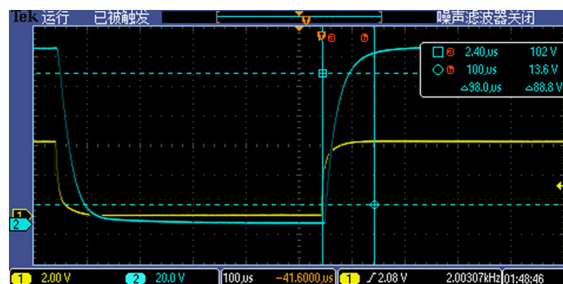 Tek 运行 已被触发 噪声滤波器关闭
2.40μs 102 V
100μs 13.6 V
△98.0μs △88.8 V
1 2.00 V 2 20.0 V 100μs -41.6000μs 1 2.08 V 2.00307kHz 01:48:46